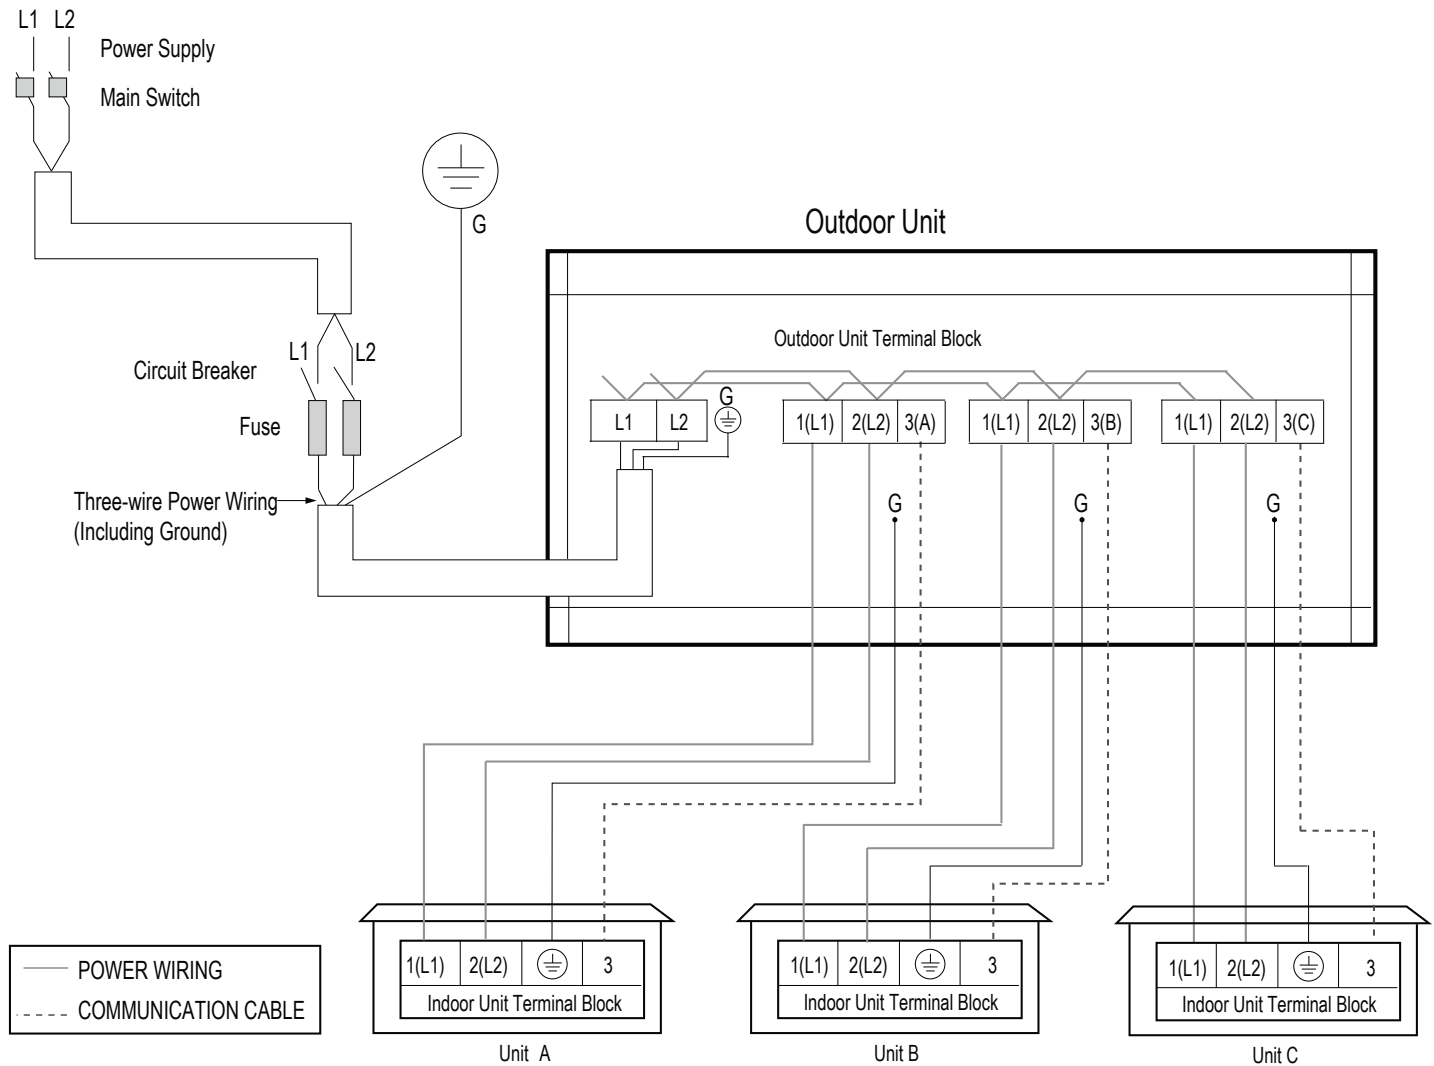 L1 L2
Power Supply
Main Switch
G
Outdoor Unit
Outdoor Unit Terminal Block
L1 L2
Circuit Breaker
Fuse
G
L1 L2
1(L1) 2(L2) 3(A)
1(L1) 2(L2) 3(B)
1(L1) 2(L2) 3(C)
Three-wire Power Wiring
(Including Ground)
G G G
1(L1) 2(L2) 3
Indoor Unit Terminal Block
Unit A
1(L1) 2(L2) 3
Indoor Unit Terminal Block
Unit B
1(L1) 2(L2) 3
Indoor Unit Terminal Block
Unit C
POWER WIRING
COMMUNICATION CABLE